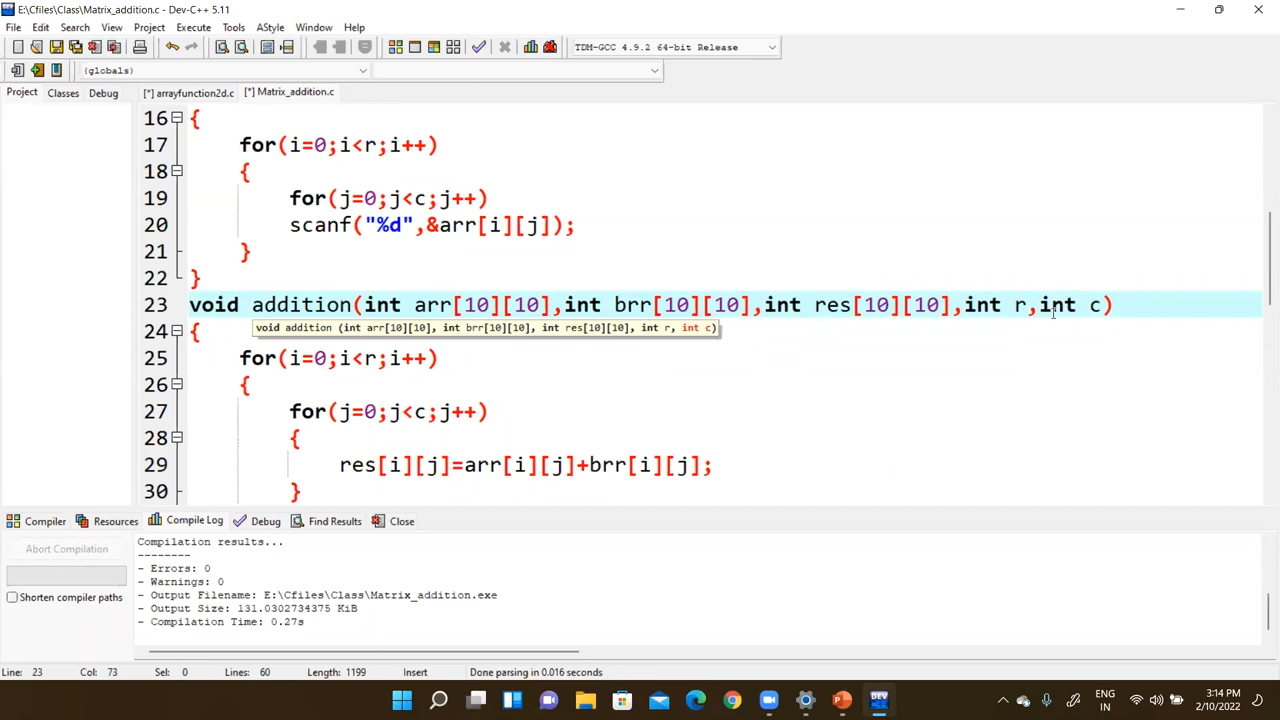 E:\Cfiles\Class\Matrix_addition.c - Dev-C++ 5.11
File Edit Search View Project Execute Tools AStyle Window Help
TDM-GCC 4.9.2 64-bit Release
(globals)
Project Classes Debug
[*] arrayfunction2d.c [*] Matrix_addition.c
16 {
17 for(i=0;i<r;i++)
18 {
19 for(j=0;j<c;j++)
20 scanf("%d",&arr[i][j]);
21 }
22 }
23 void addition(int arr[10][10],int brr[10][10],int res[10][10],int r,int c)
void addition (int arr[10][10], int brr[10][10], int res[10][10], int r, int c)
24 {
25 for(i=0;i<r;i++)
26 {
27 for(j=0;j<c;j++)
28 {
29 res[i][j]=arr[i][j]+brr[i][j];
30 }
Compiler Resources Compile Log Debug Find Results Close
Abort Compilation
Shorten compiler paths
Compilation results...
--------
- Errors: 0
- Warnings: 0
- Output Filename: E:\Cfiles\Class\Matrix_addition.exe
- Output Size: 131.0302734375 KiB
- Compilation Time: 0.27s
Line: 23 Col: 73 Sel: 0 Lines: 60 Length: 1199 Insert Done parsing in 0.016 seconds
DEV
ENG
IN
3:14 PM
2/10/2022